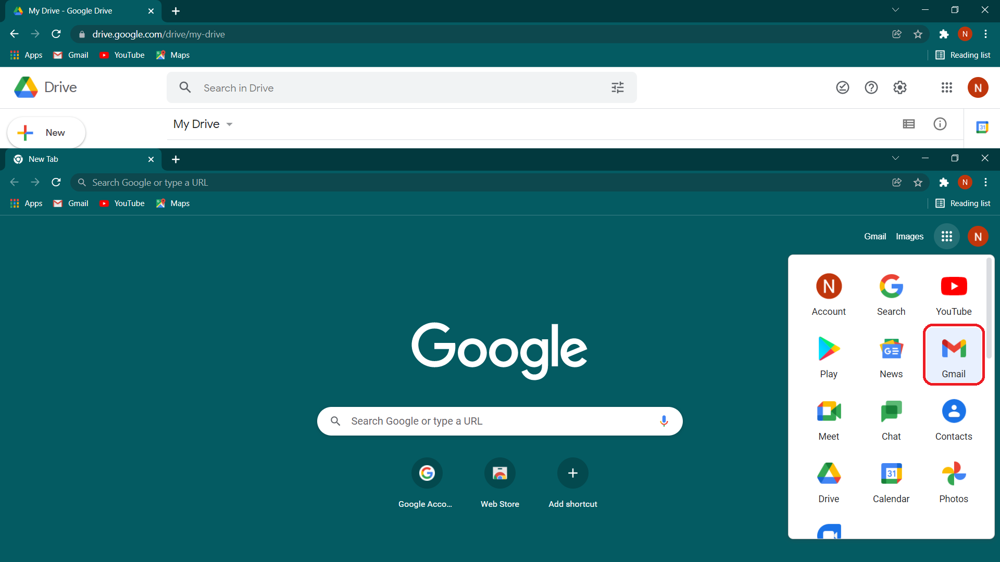 My Drive - Google Drive
drive.google.com/drive/my-drive
N
Apps Gmail YouTube Maps Reading list
Drive Search in Drive N
New My Drive 31
New Tab
Search Google or type a URL N
Apps Gmail YouTube Maps Reading list
Gmail Images N
N G
Account Search YouTube
GE
Play News Gmail
Google
Search Google or type a URL
Meet Chat Contacts
G 31
Google Acco... Web Store Add shortcut
Drive Calendar Photos